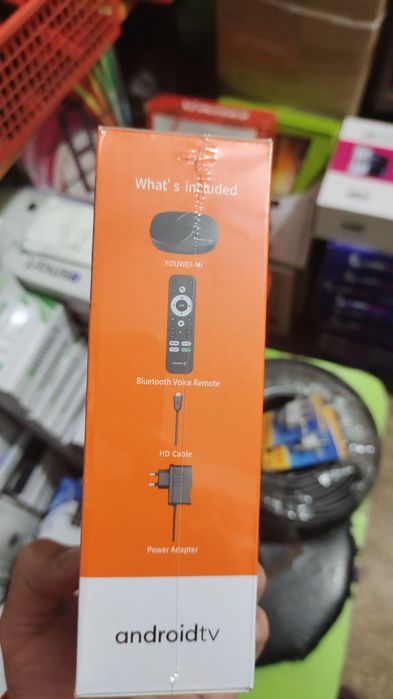 What's included
YOUWEI-MI
Bluetooth Voice Remote
HD Cable
Power Adapter
androidtv